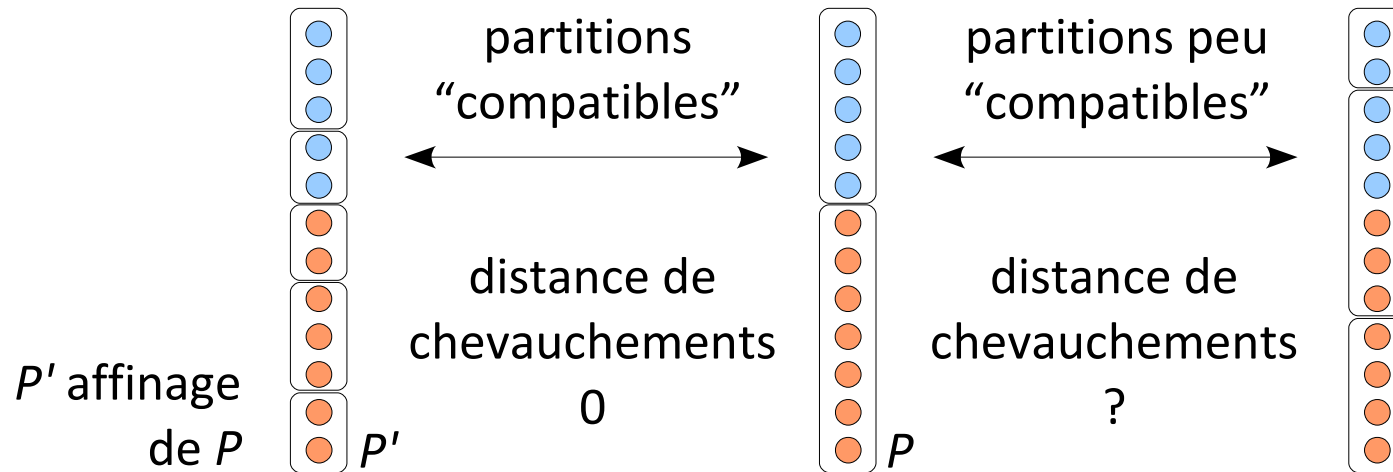 partitions
“compatibles”
distance de
chevauchements
0
partitions peu
“compatibles”
distance de
chevauchements
?
P' affinage
de P
P'
P